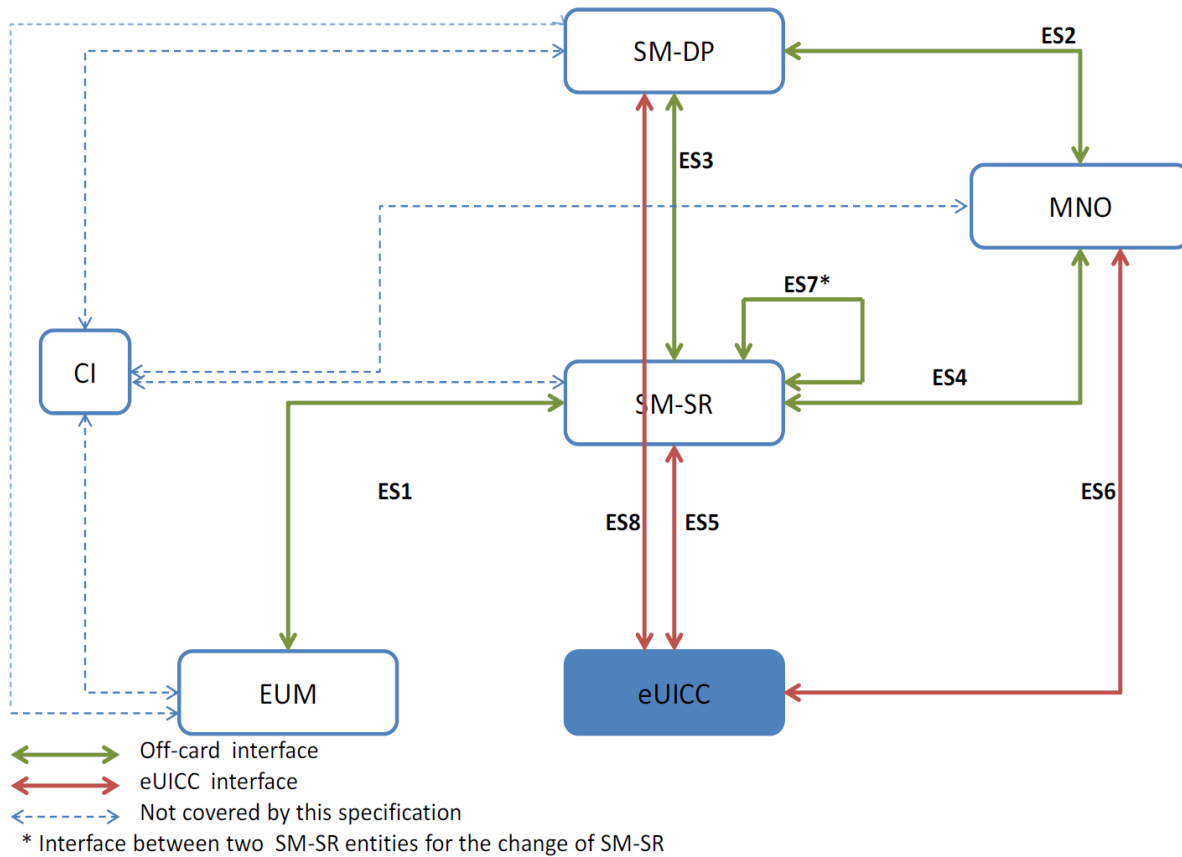 SM-DP
ES2
ES3
MNO
ES7*
CI
SM-SR
ES4
ES1
ES8
ES5
ES6
EUM
eUICC
Off-card interface
eUICC interface
Not covered by this specification
* Interface between two SM-SR entities for the change of SM-SR